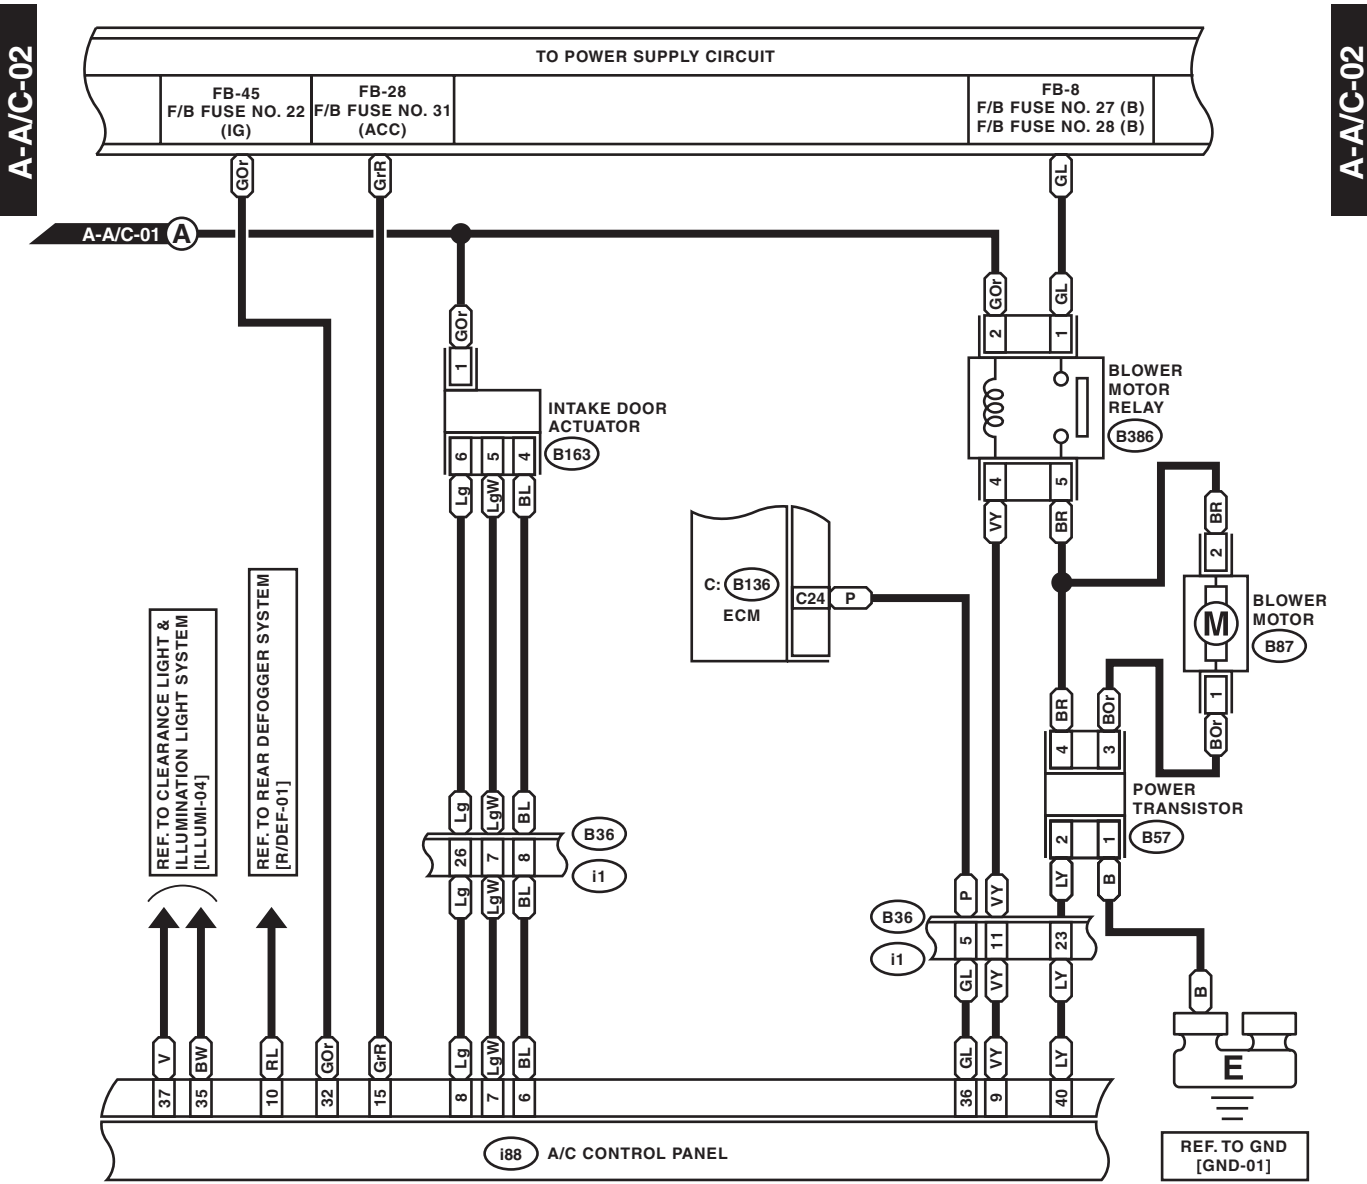 A-A/C-02
A-A/C-02
TO POWER SUPPLY CIRCUIT
FB-45
F/B FUSE NO. 22
(IG)
FB-28
F/B FUSE NO. 31
(ACC)
FB-8
F/B FUSE NO. 27 (B)
F/B FUSE NO. 28 (B)
GOr
GrR
GL
A-A/C-01
A
GOr
GL
2
1
GOr
1
BLOWER
MOTOR
RELAY
B386
INTAKE DOOR
ACTUATOR
B163
6
5
4
Lg
LgW
BL
4
5
VY
BR
BR
2
C: B136
ECM
C24
P
M
BLOWER
MOTOR
B87
1
BOr
REF. TO CLEARANCE LIGHT &
ILLUMINATION LIGHT SYSTEM
[ILLUMI-04]
REF. TO REAR DEFOGGER SYSTEM
[R/DEF-01]
BR
BOr
4
3
POWER
TRANSISTOR
B57
2
1
LY
B
Lg
LgW
BL
B36
26
7
8
i1
Lg
LgW
BL
P
VY
B36
5
11
23
i1
GL
VY
LY
B
E
REF. TO GND
[GND-01]
V
BW
RL
GOr
GrR
Lg
LgW
BL
GL
VY
LY
37
35
10
32
15
8
7
6
36
9
40
i88
A/C CONTROL PANEL